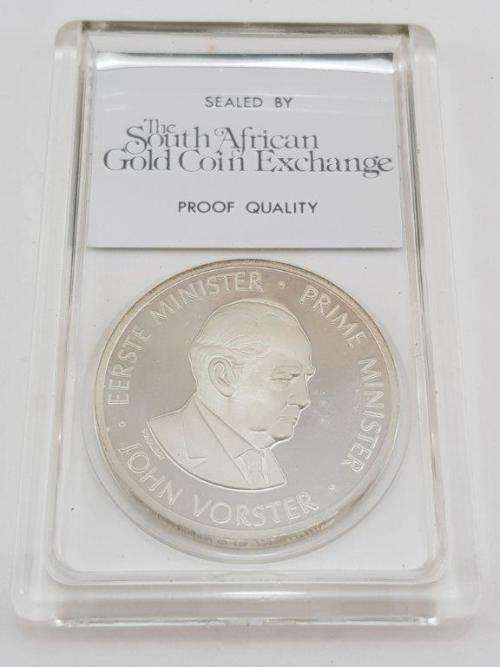 SEALED BY
The
South African
Gold Coin Exchange
PROOF QUALITY
EERSTE MINISTER • PRIME MINISTER •
JOHN VORSTER •